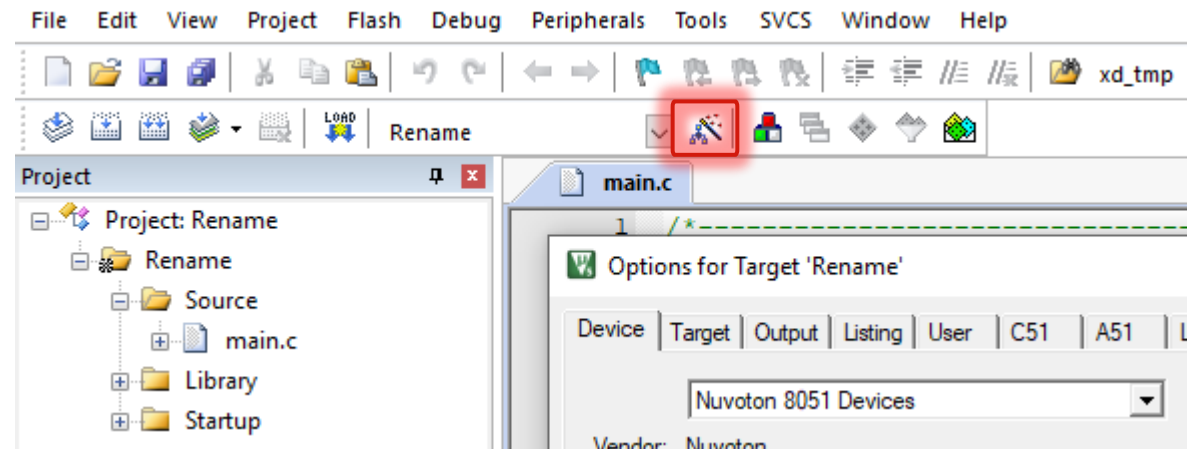 File Edit View Project Flash Debug Peripherals Tools SVCS Window Help
xd_tmp
LOAD Rename
Project
main.c
Project: Rename
1 /*------------------------------
Rename
Options for Target 'Rename'
Source
Device Target Output Listing User C51 A51
main.c
Library
Nuvoton 8051 Devices
Startup
Vendor: Nuvoton